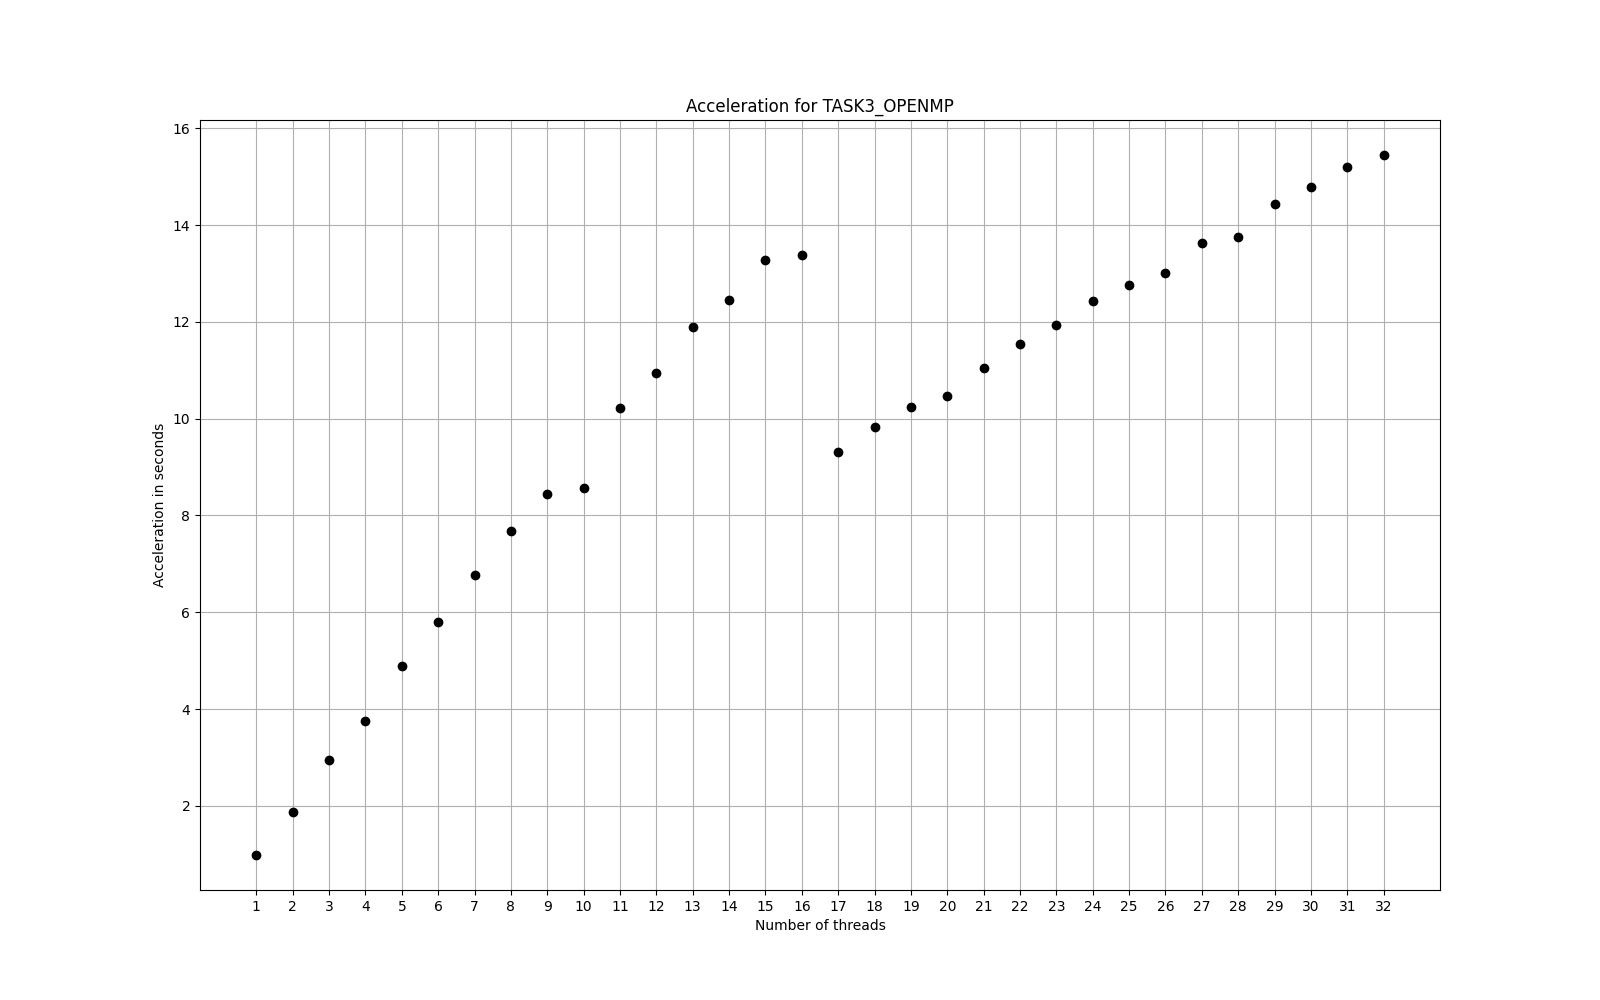 Acceleration for TASK3_OPENMP
16
14
12
10
8
6
4
2
Acceleration in seconds
1 2 3 4 5 6 7 8 9 10 11 12 13 14 15 16 17 18 19 20 21 22 23 24 25 26 27 28 29 30 31 32
Number of threads